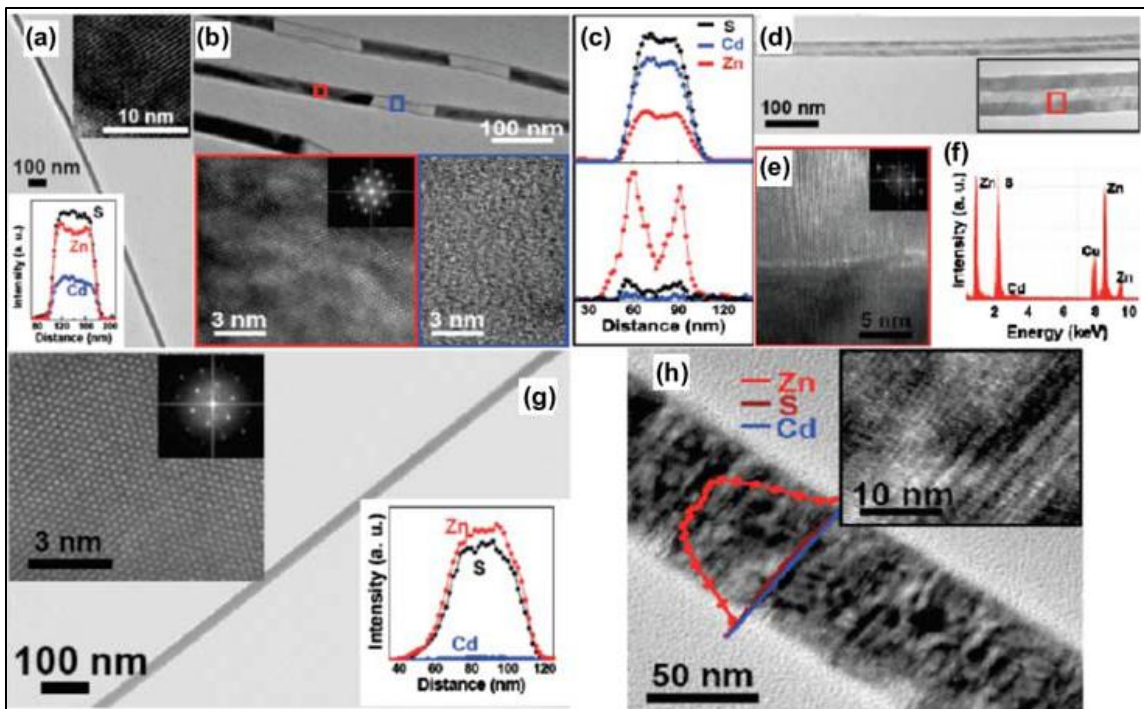 (a)
10 nm
100 nm
S
Zn
Cd
Intensity (a. u.)
80 120 160 200
Distance (nm)
(b)
100 nm
3 nm
3 nm
(c)
S
Cd
Zn
30 60 90
Distance (nm)
(d)
100 nm
(e)
5 nm
(f)
Intensity (a. u.)
Zn
S
Cd
Cu
Zn
Zn
2 4 6 8 10
Energy (keV)
(g)
3 nm
100 nm
Intensity (a. u.)
Zn
S
Cd
40 60 80 100 120
Distance (nm)
(h)
Zn
S
Cd
10 nm
50 nm